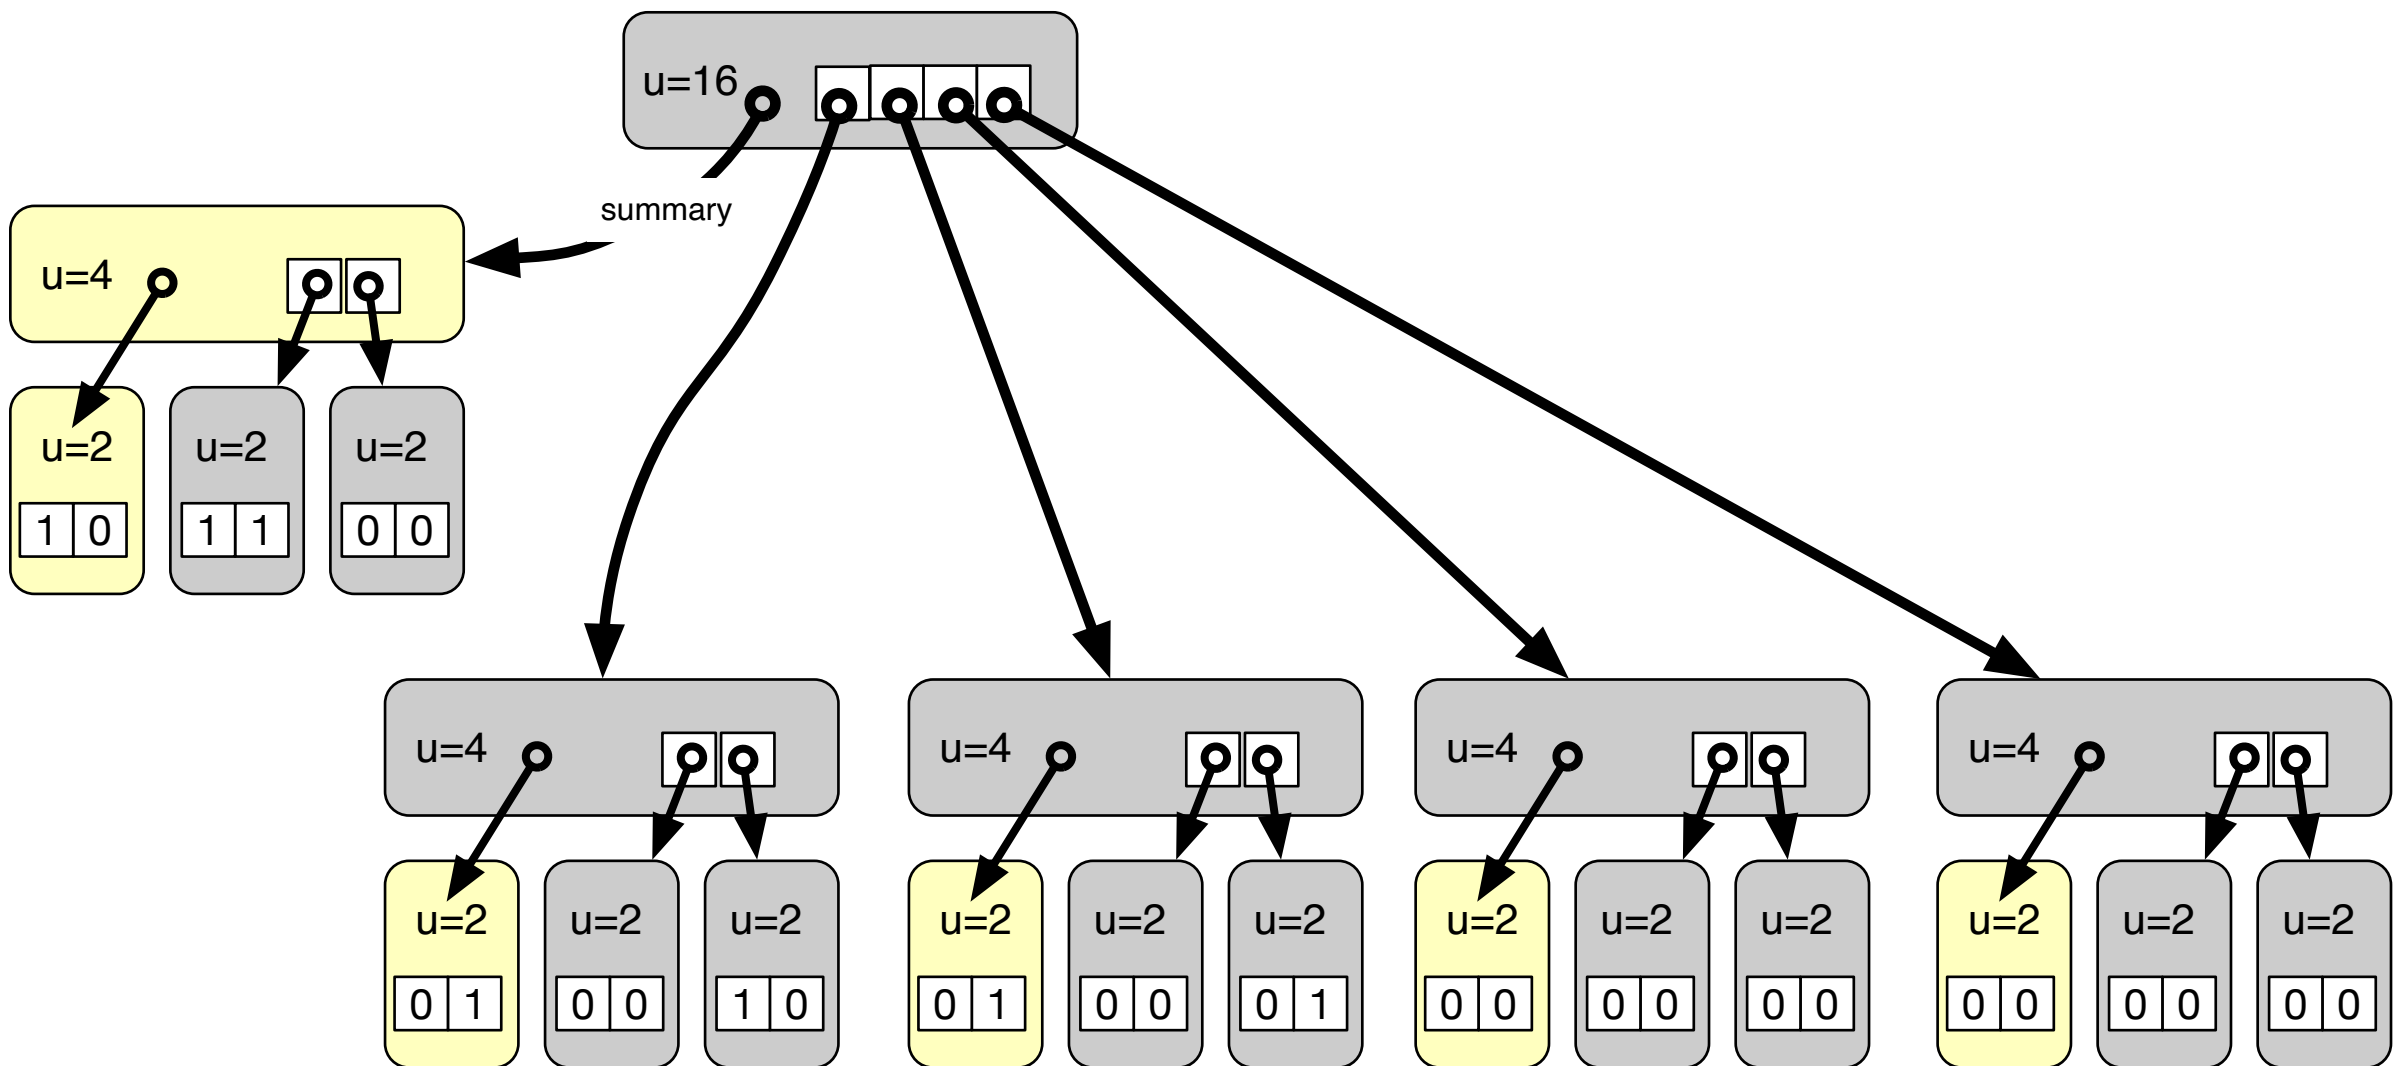 u=16
summary
u=4
u=2 u=2 u=2
1 0 1 1 0 0
u=4 u=4 u=4 u=4
u=2 u=2 u=2 u=2 u=2 u=2 u=2 u=2 u=2 u=2 u=2 u=2
0 1 0 0 1 0 0 1 0 0 0 1 0 0 0 0 0 0 0 0 0 0 0 0